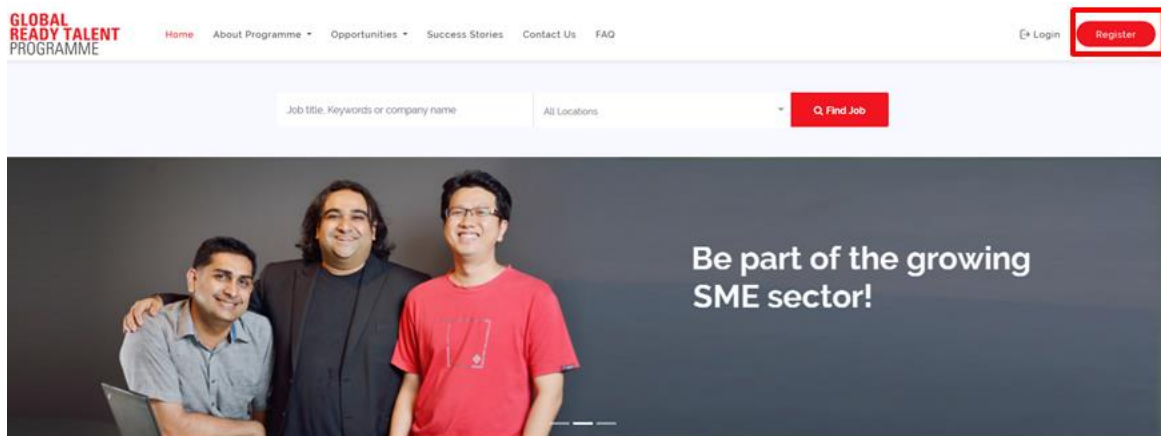 GLOBAL
READY TALENT
PROGRAMME
Home About Programme Opportunities Success Stories Contact Us FAQ Login Register
Job title, Keywords or company name All Locations Find Job
Be part of the growing
SME sector!